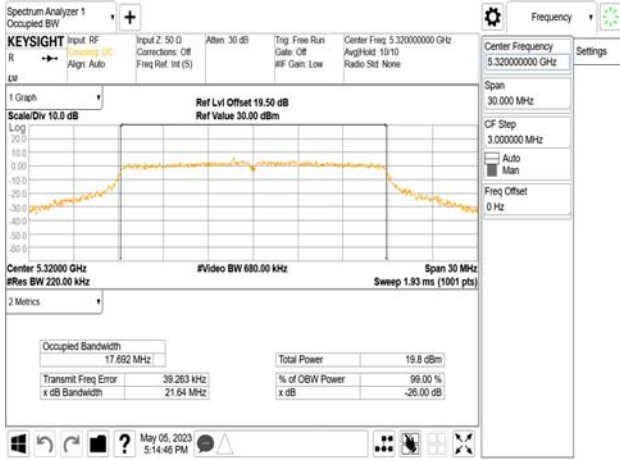 Spectrum Analyzer 1
Occupied BW
KEYSIGHT
R
Input: RF
Coupling: DC
Align: Auto
Input Z: 50 Ω
Corrections: Off
Freq Ref: Int (S)
Atten: 30 dB
Trig: Free Run
Gate: Off
#IF Gain: Low
Center Freq: 5.320000000 GHz
Avg|Hold: 10/10
Radio Std: None
1 Graph
Scale/Div 10.0 dB
Ref Lvl Offset 19.50 dB
Ref Value 30.00 dBm
Log
20.0
10.0
0.00
-10.0
-20.0
-30.0
-40.0
-50.0
-60.0
Center 5.32000 GHz
#Res BW 220.00 kHz
#Video BW 680.00 kHz
Span 30 MHz
Sweep 1.93 ms (1001 pts)
2 Metrics
Occupied Bandwidth
17.692 MHz
Transmit Freq Error 39.263 kHz
x dB Bandwidth 21.64 MHz
Total Power 19.8 dBm
% of OBW Power 99.00 %
x dB -26.00 dB
May 05, 2023
5:14:46 PM
Frequency
Center Frequency
5.320000000 GHz
Settings
Span
30.000 MHz
CF Step
3.000000 MHz
Auto
Man
Freq Offset
0 Hz